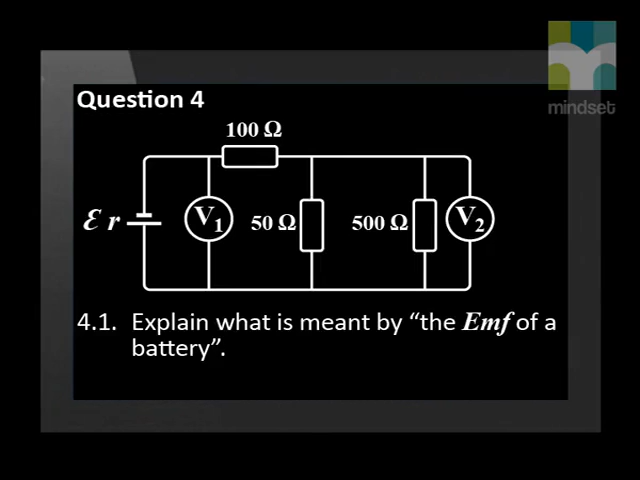 mindset
Question 4
100 Ω
ℰ r V₁ 50 Ω 500 Ω V₂
4.1. Explain what is meant by “the Emf of a
battery”.